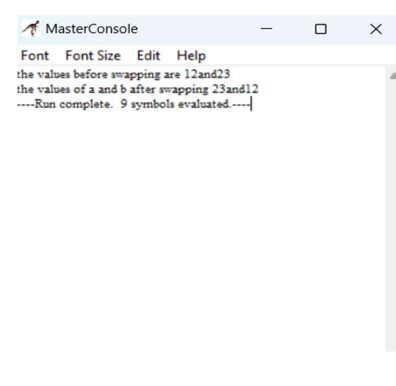 MasterConsole
Font Font Size Edit Help
the values before swapping are 12and23
the values of a and b after swapping 23and12
----Run complete. 9 symbols evaluated.----